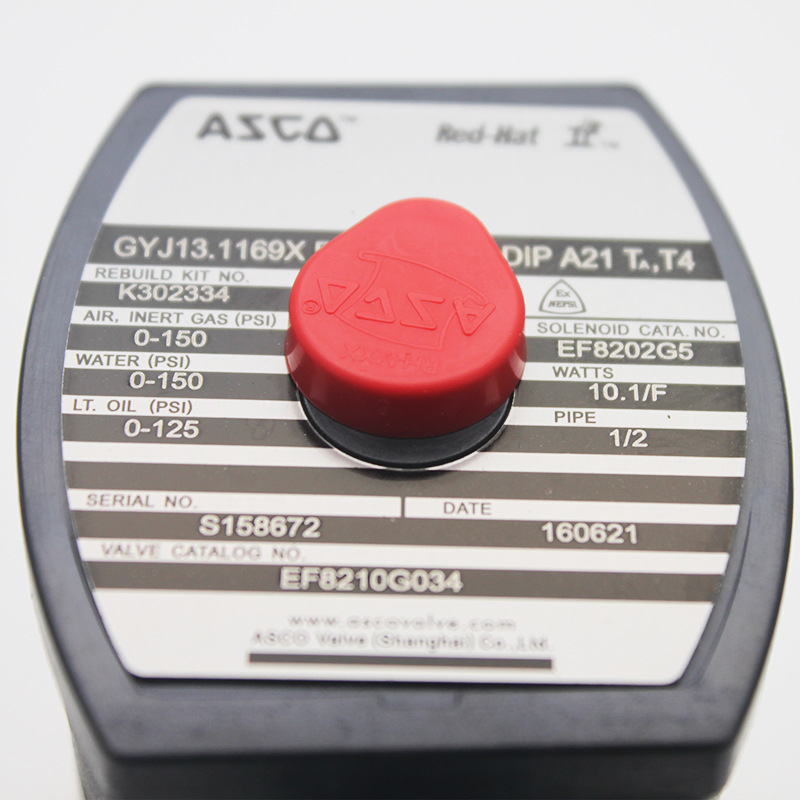 ASCO™ Red-Hat II™
GYJ13.1169X DIP A21 TA,T4
REBUILD KIT NO.
K302334
AIR, INERT GAS (PSI)
0-150
WATER (PSI)
0-150
LT. OIL (PSI)
0-125
ASCO ©
Ex
NEPSI
SOLENOID CATA. NO.
EF8202G5
WATTS
10.1/F
PIPE
1/2
SERIAL NO. DATE
S158672 160621
VALVE CATALOG NO.
EF8210G034
www.ascovalve.com
ASCO Valve (Shanghai) Co.,Ltd.